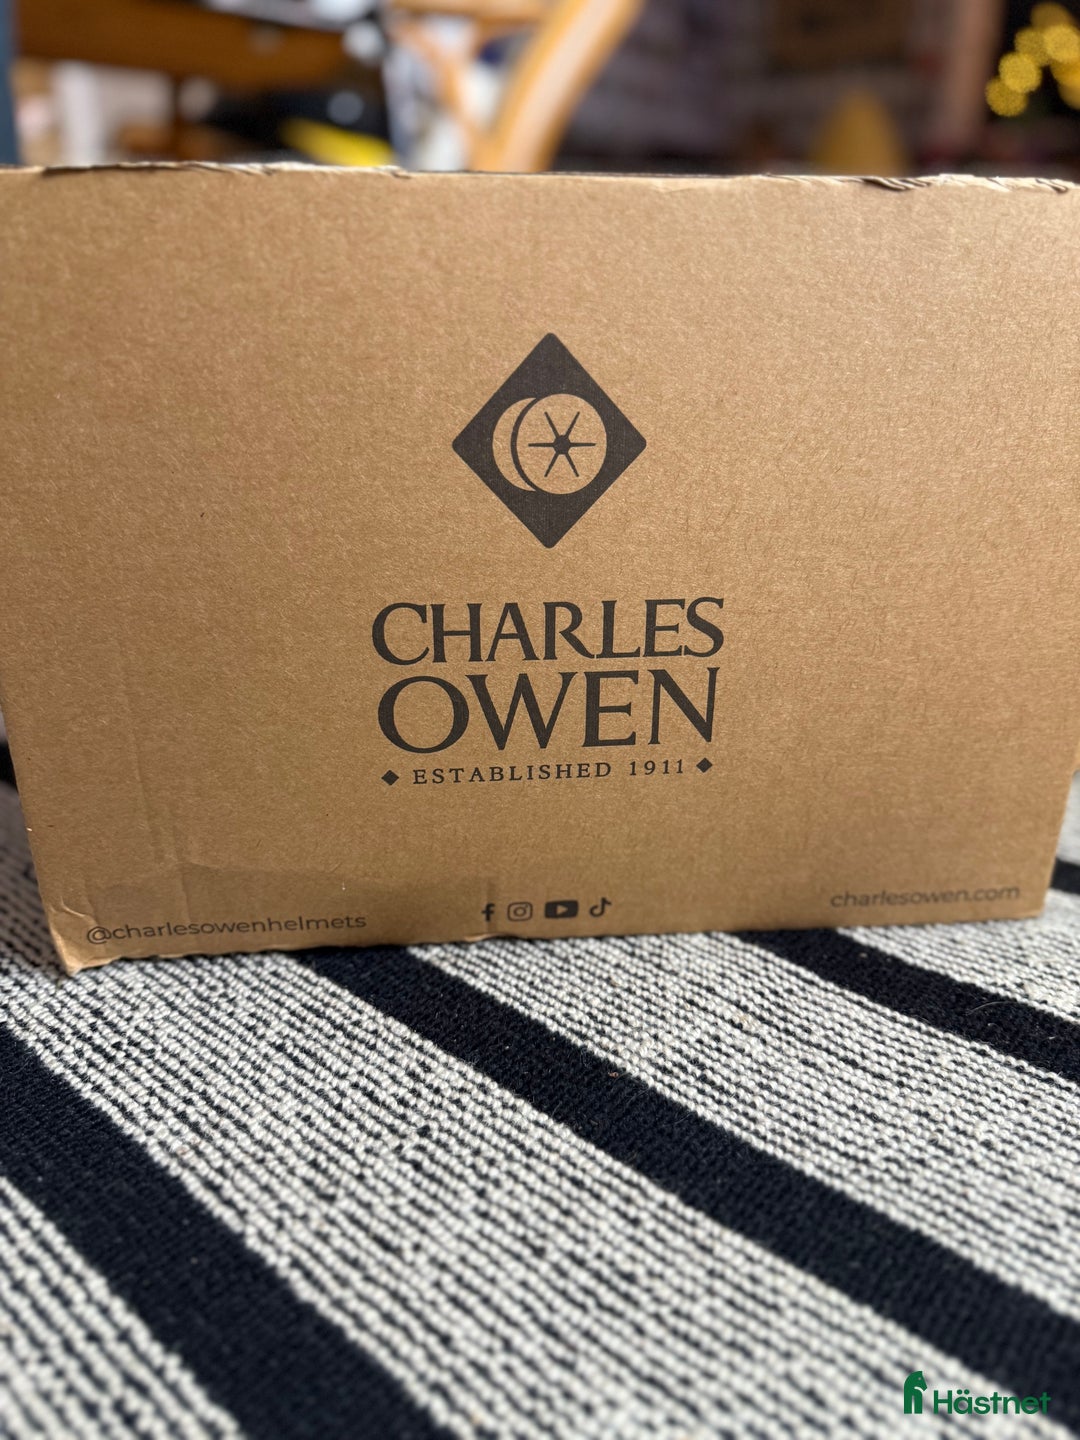 CHARLES
OWEN
ESTABLISHED 1911
@charlesowenhelmets
charlesowen.com
Hästnet